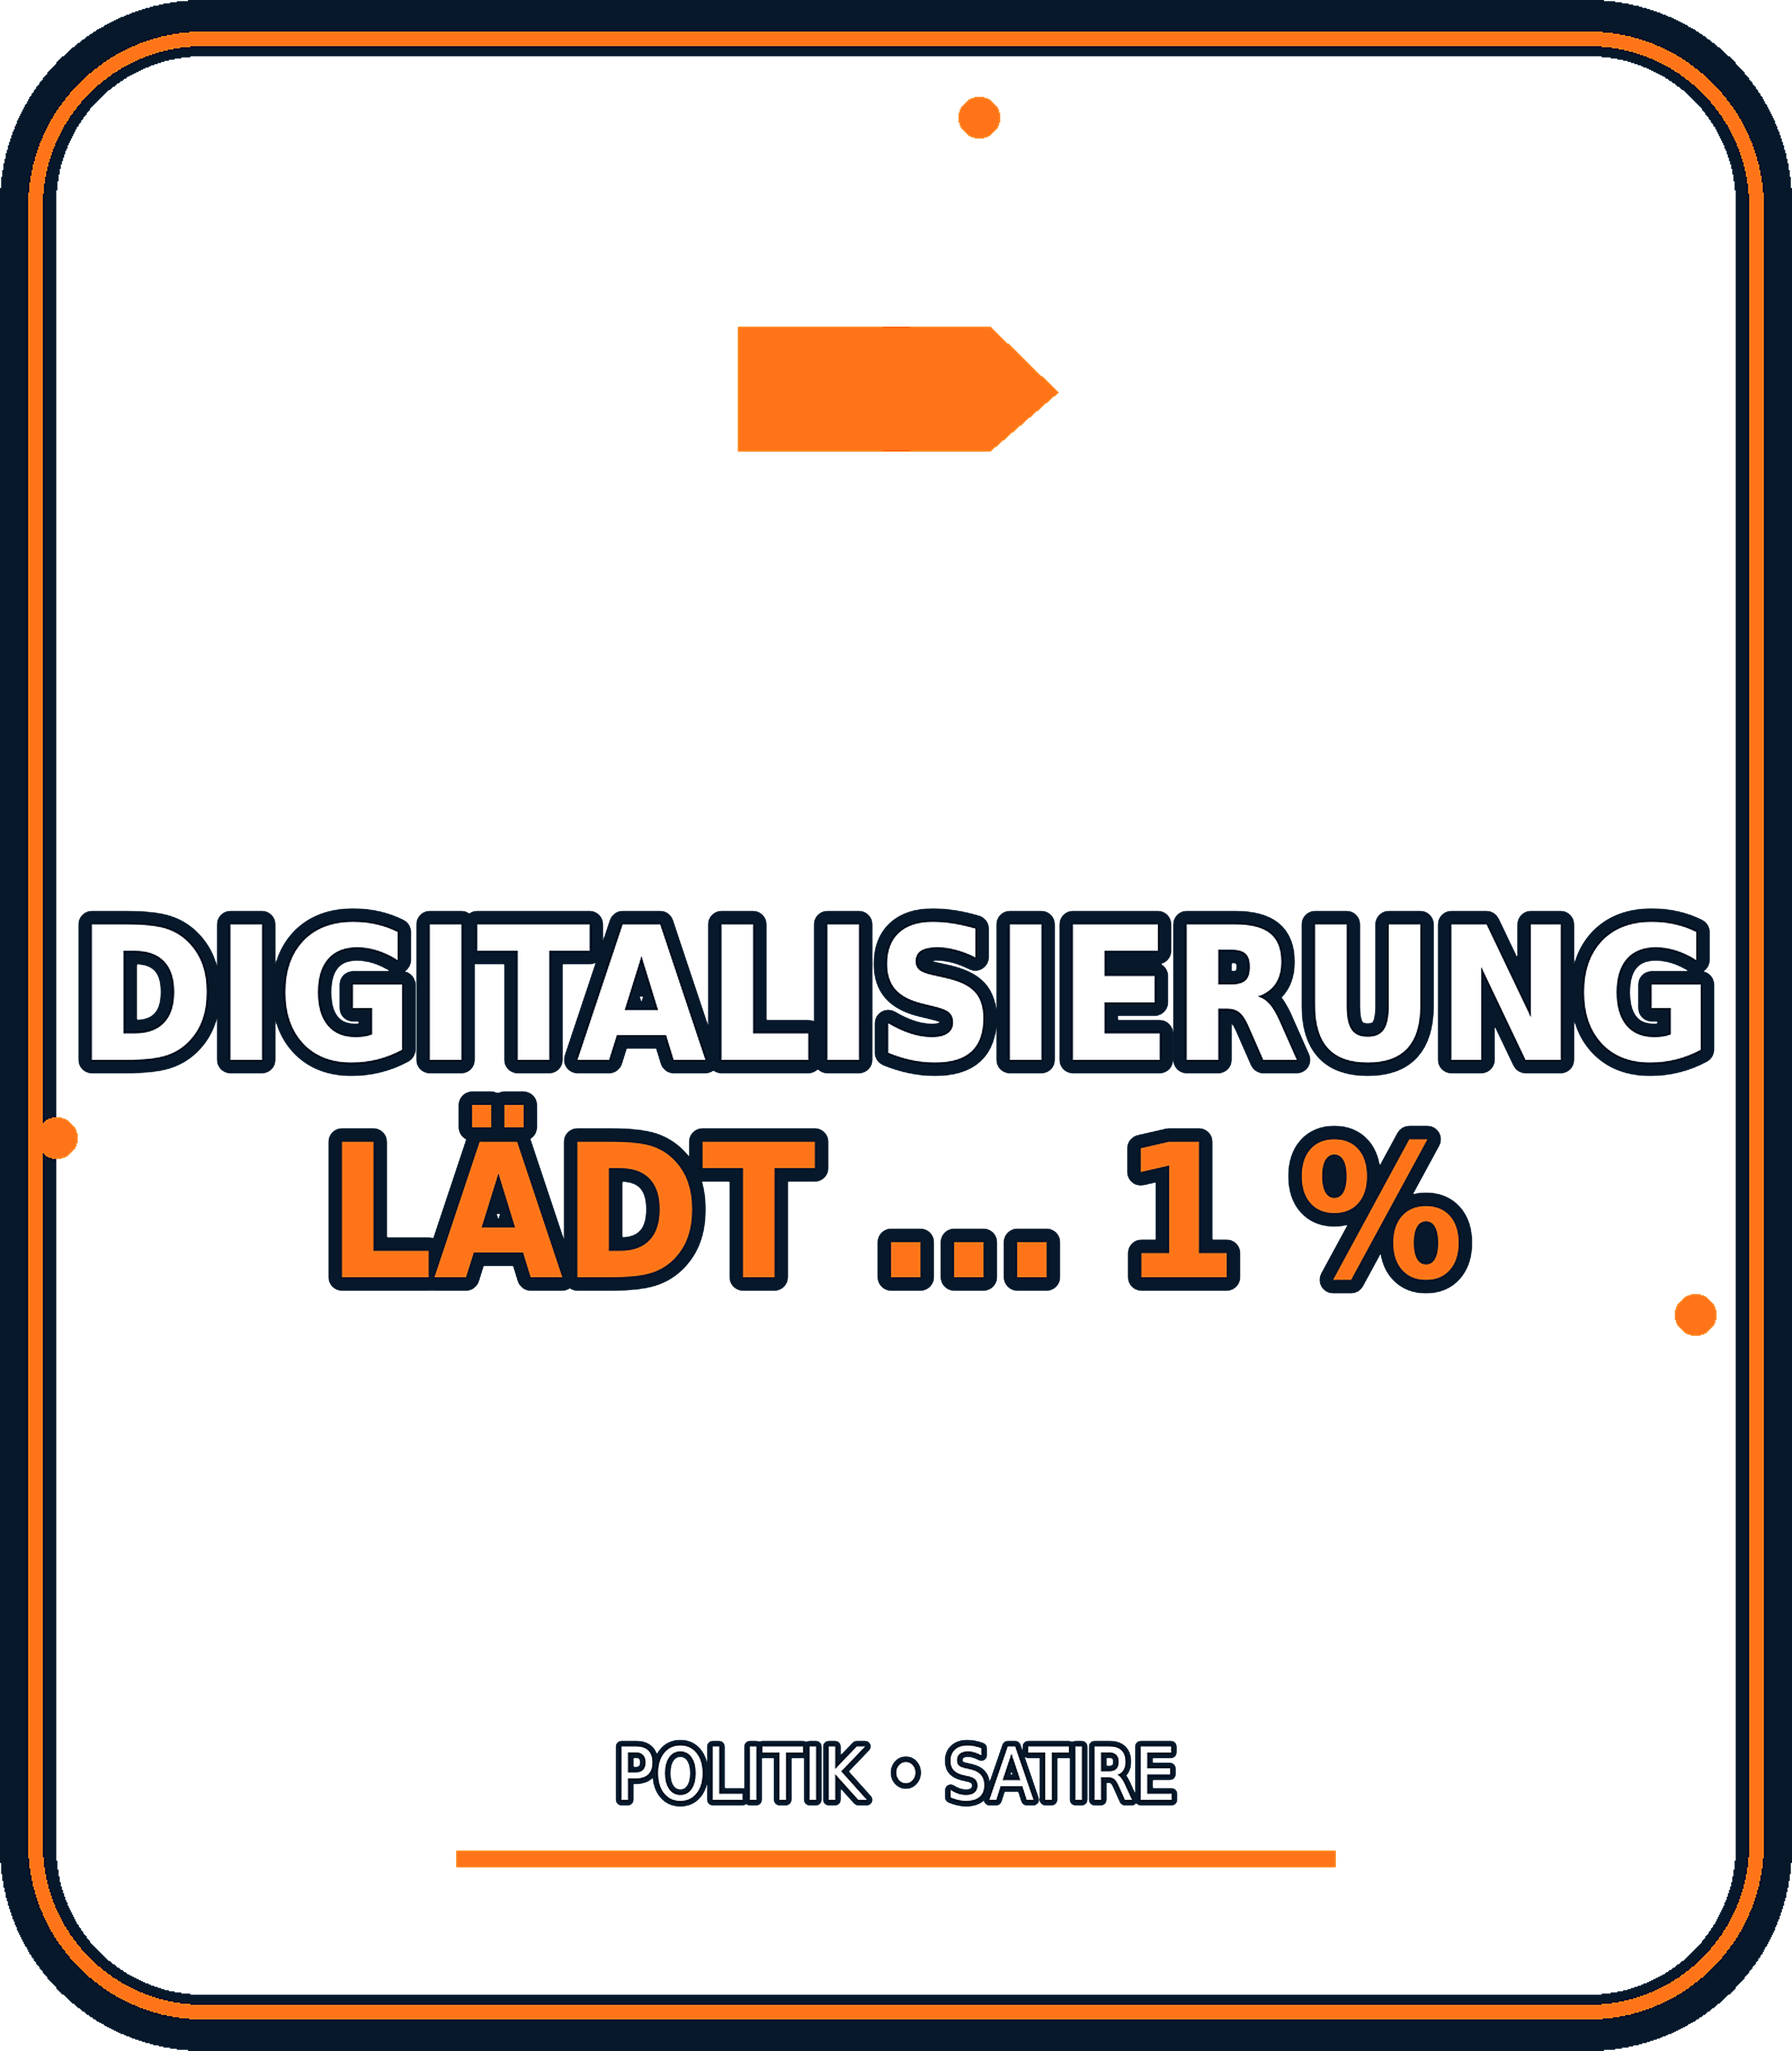 DIGITALISIERUNG
LÄDT ... 1 %
POLITIK • SATIRE